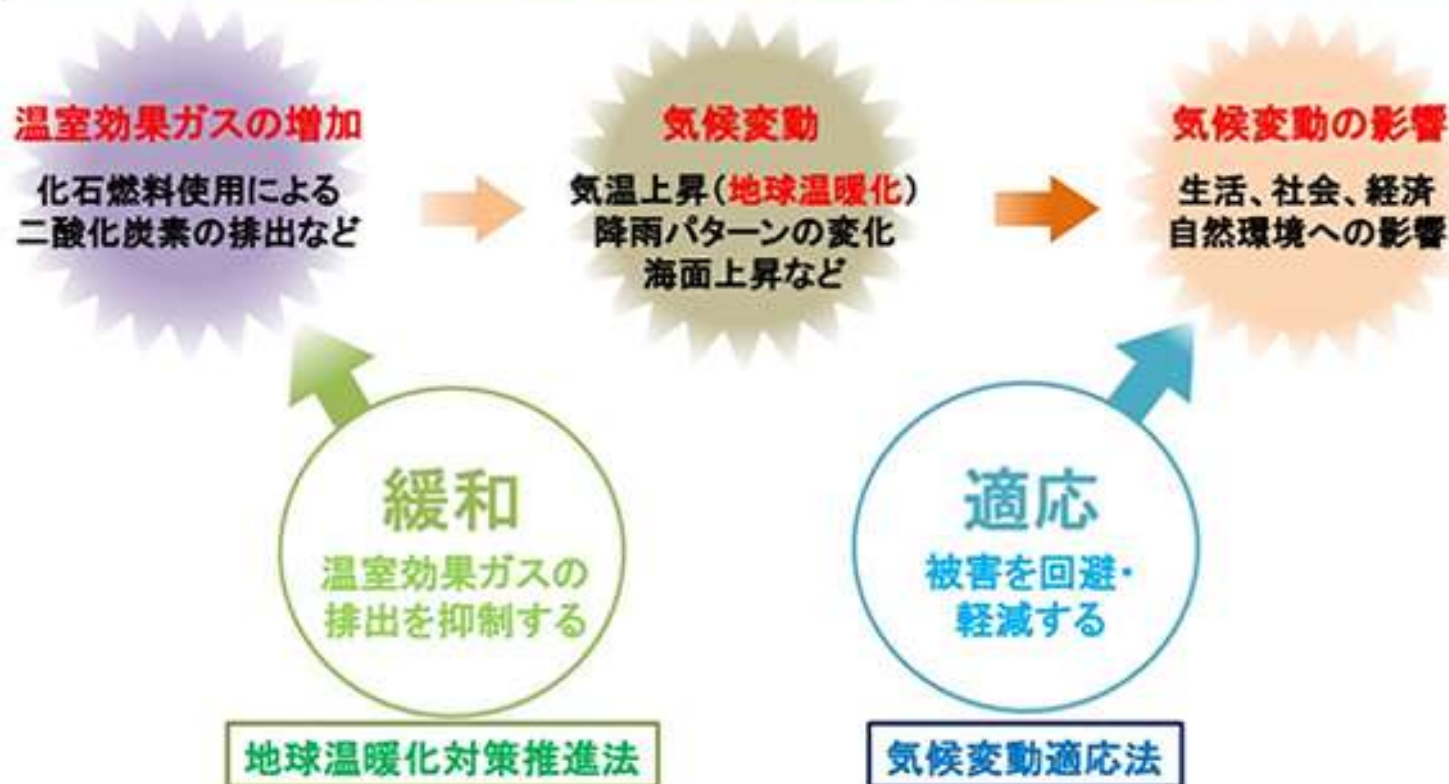 温室効果ガスの増加
化石燃料使用による
二酸化炭素の排出など
気候変動
気温上昇(地球温暖化)
降雨パターンの変化
海面上昇など
気候変動の影響
生活、社会、経済
自然環境への影響
緩和
温室効果ガスの
排出を抑制する
地球温暖化対策推進法
適応
被害を回避・
軽減する
気候変動適応法